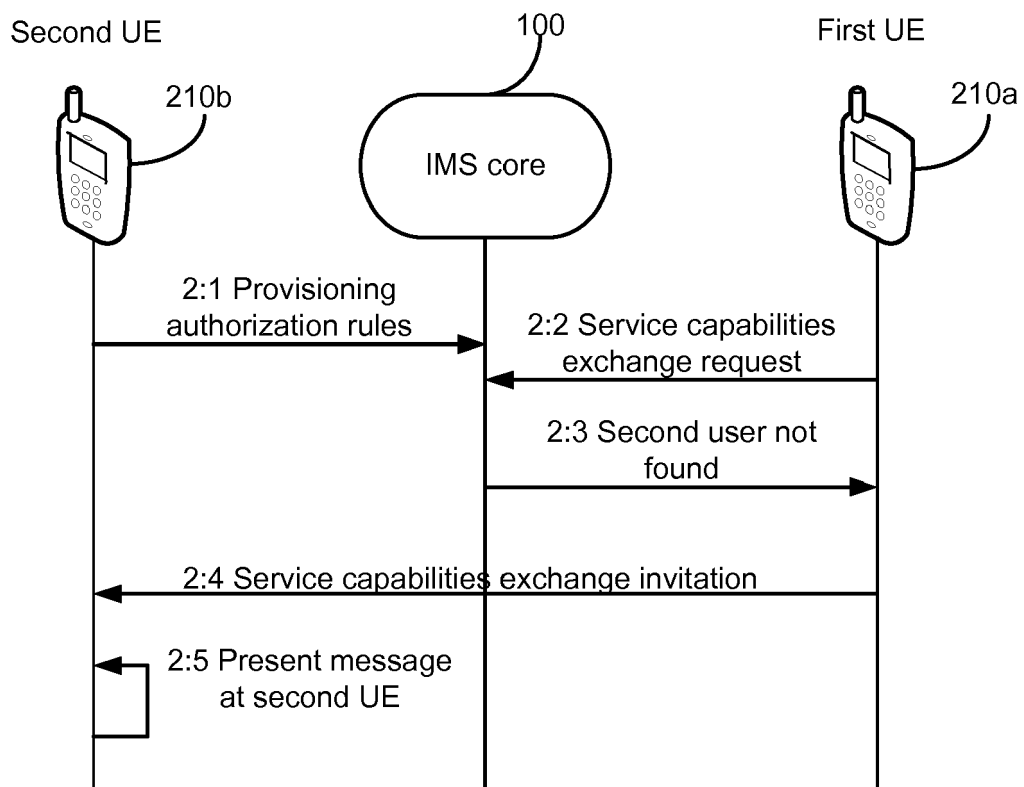 Second UE
100
First UE
210b
210a
IMS core
2:1 Provisioning
authorization rules
2:2 Service capabilities
exchange request
2:3 Second user not
found
2:4 Service capabilities exchange invitation
2:5 Present message
at second UE